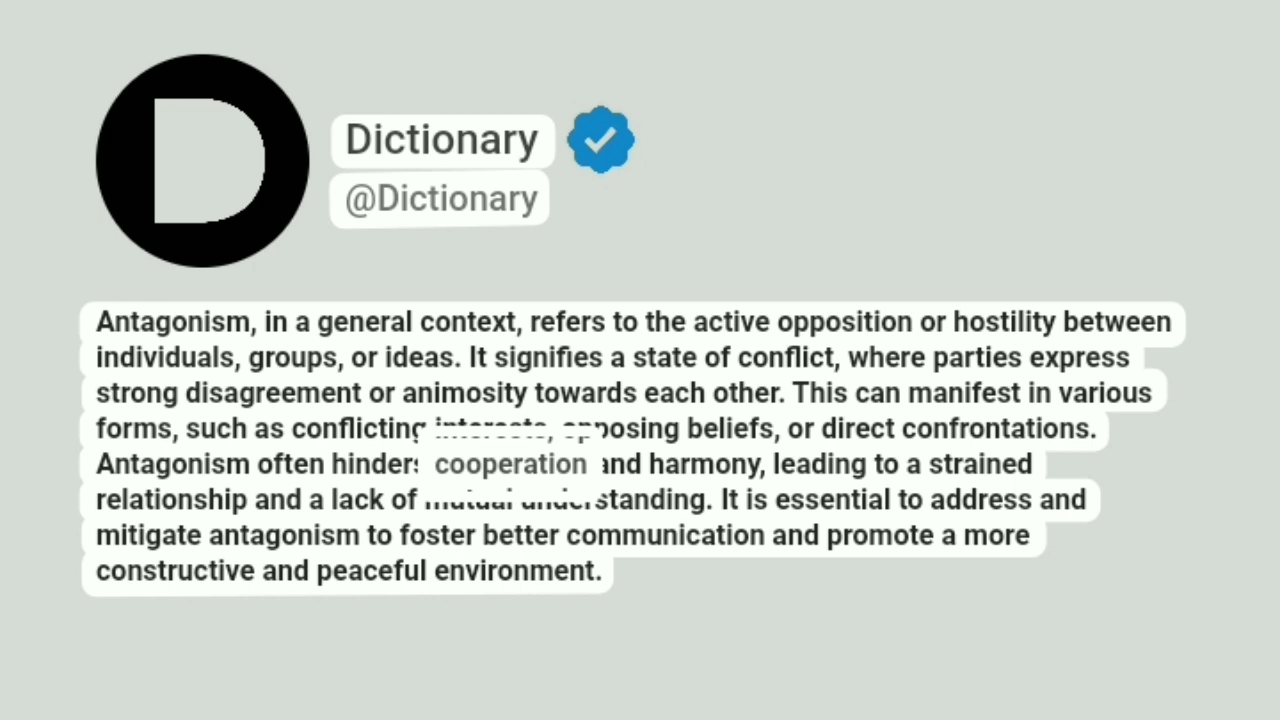 Dictionary
@Dictionary
Antagonism, in a general context, refers to the active opposition or hostility between
individuals, groups, or ideas. It signifies a state of conflict, where parties express
strong disagreement or animosity towards each other. This can manifest in various
forms, such as conflicting interests, opposing beliefs, or direct confrontations.
Antagonism often hinders cooperation and harmony, leading to a strained
relationship and a lack of mutual understanding. It is essential to address and
mitigate antagonism to foster better communication and promote a more
constructive and peaceful environment.